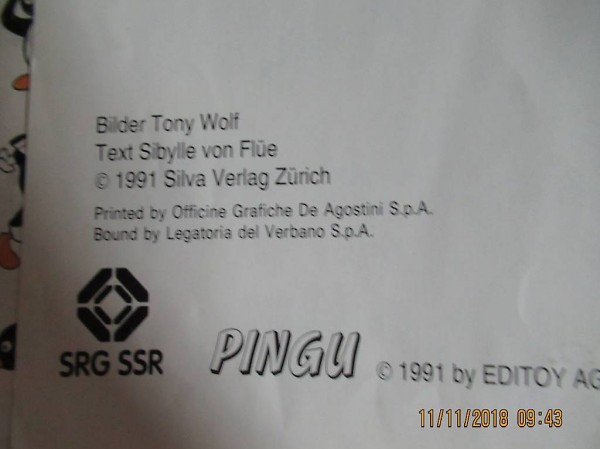 Bilder Tony Wolf
Text Sibylle von Flüe
© 1991 Silva Verlag Zürich
Printed by Officine Grafiche De Agostini S.p.A.
Bound by Legatoria del Verbano S.p.A.
SRG SSR
PINGU © 1991 by EDITOY AG
11/11/2018 09:43